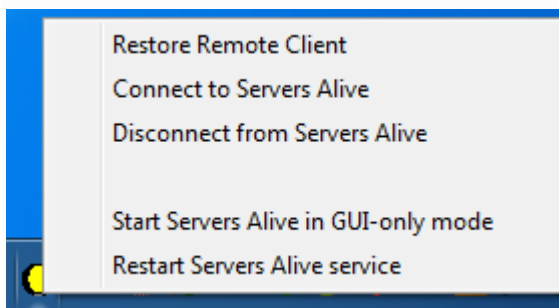 Restore Remote Client
Connect to Servers Alive
Disconnect from Servers Alive
Start Servers Alive in GUI-only mode
Restart Servers Alive service